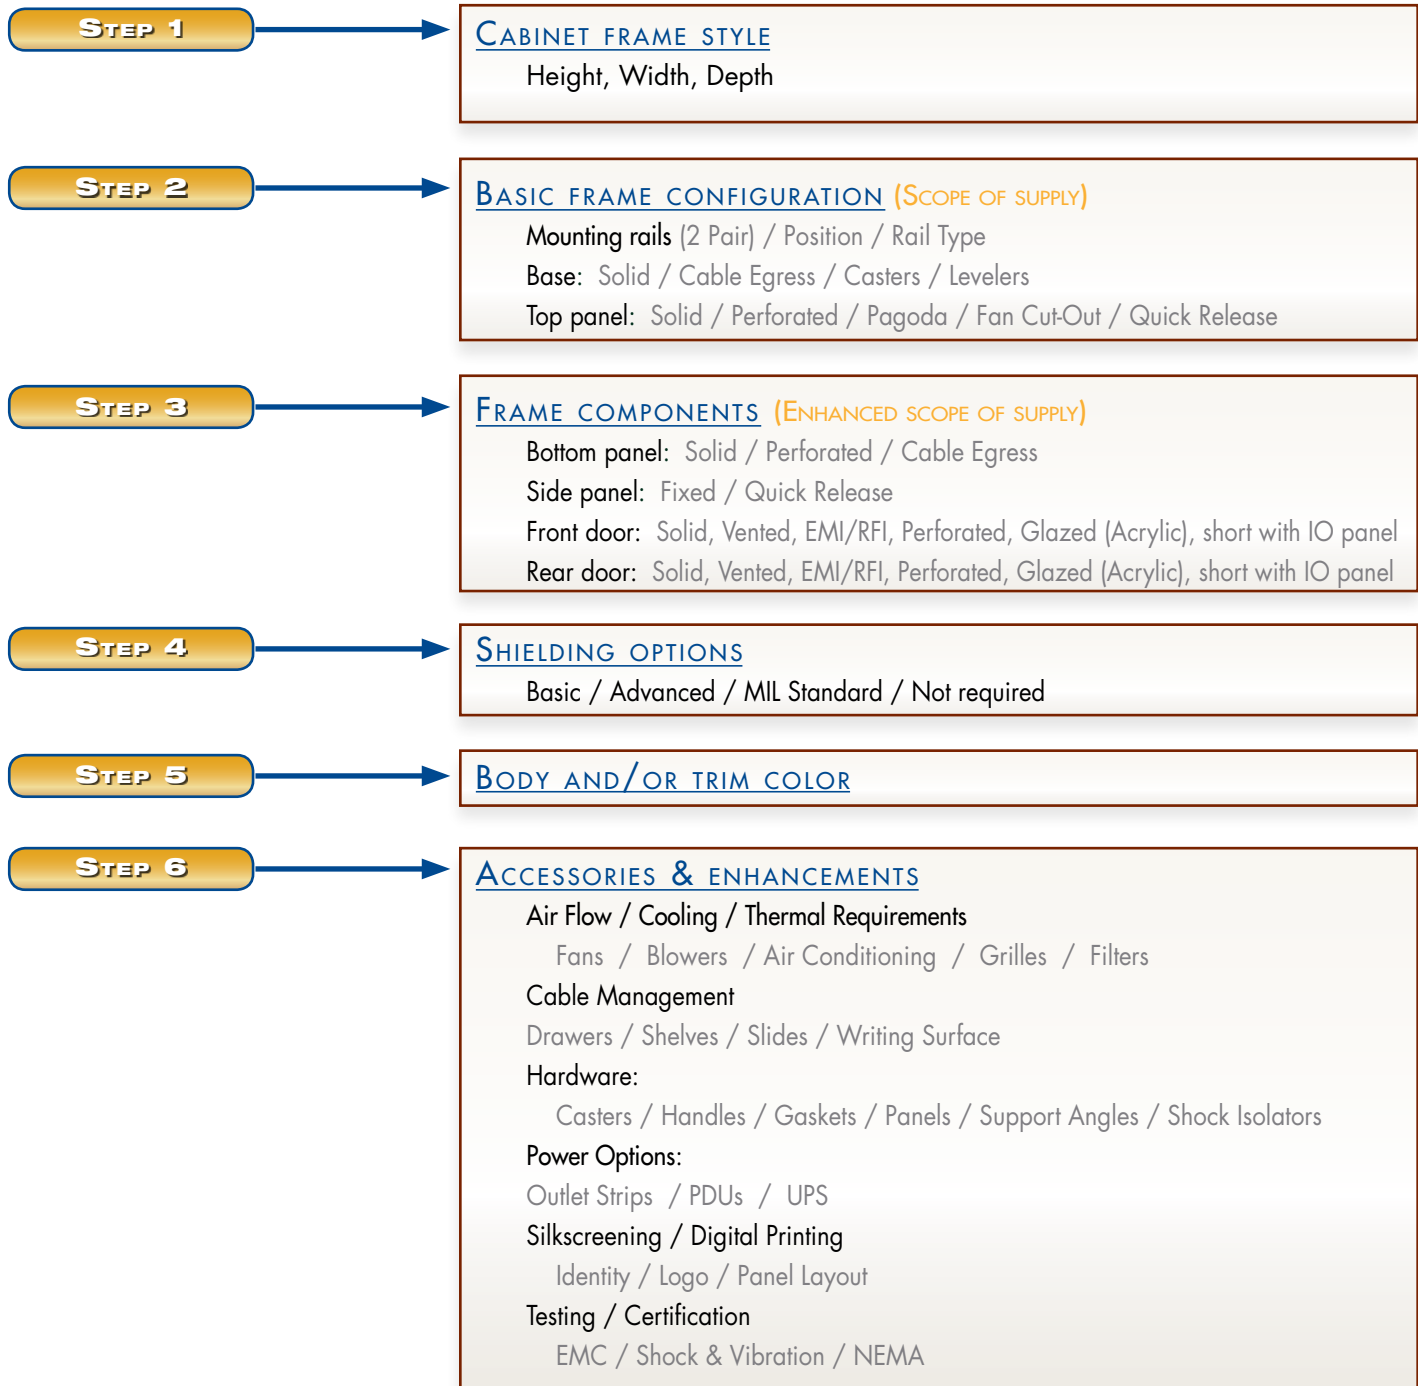 Step 1
Cabinet frame style
Height, Width, Depth
Step 2
Basic frame configuration (Scope of supply)
Mounting rails (2 Pair) / Position / Rail Type
Base: Solid / Cable Egress / Casters / Levelers
Top panel: Solid / Perforated / Pagoda / Fan Cut-Out / Quick Release
Step 3
Frame components (Enhanced scope of supply)
Bottom panel: Solid / Perforated / Cable Egress
Side panel: Fixed / Quick Release
Front door: Solid, Vented, EMI/RFI, Perforated, Glazed (Acrylic), short with IO panel
Rear door: Solid, Vented, EMI/RFI, Perforated, Glazed (Acrylic), short with IO panel
Step 4
Shielding options
Basic / Advanced / MIL Standard / Not required
Step 5
Body and/or trim color
Step 6
Accessories & enhancements
Air Flow / Cooling / Thermal Requirements
Fans / Blowers / Air Conditioning / Grilles / Filters
Cable Management
Drawers / Shelves / Slides / Writing Surface
Hardware:
Casters / Handles / Gaskets / Panels / Support Angles / Shock Isolators
Power Options:
Outlet Strips / PDUs / UPS
Silkscreening / Digital Printing
Identity / Logo / Panel Layout
Testing / Certification
EMC / Shock & Vibration / NEMA